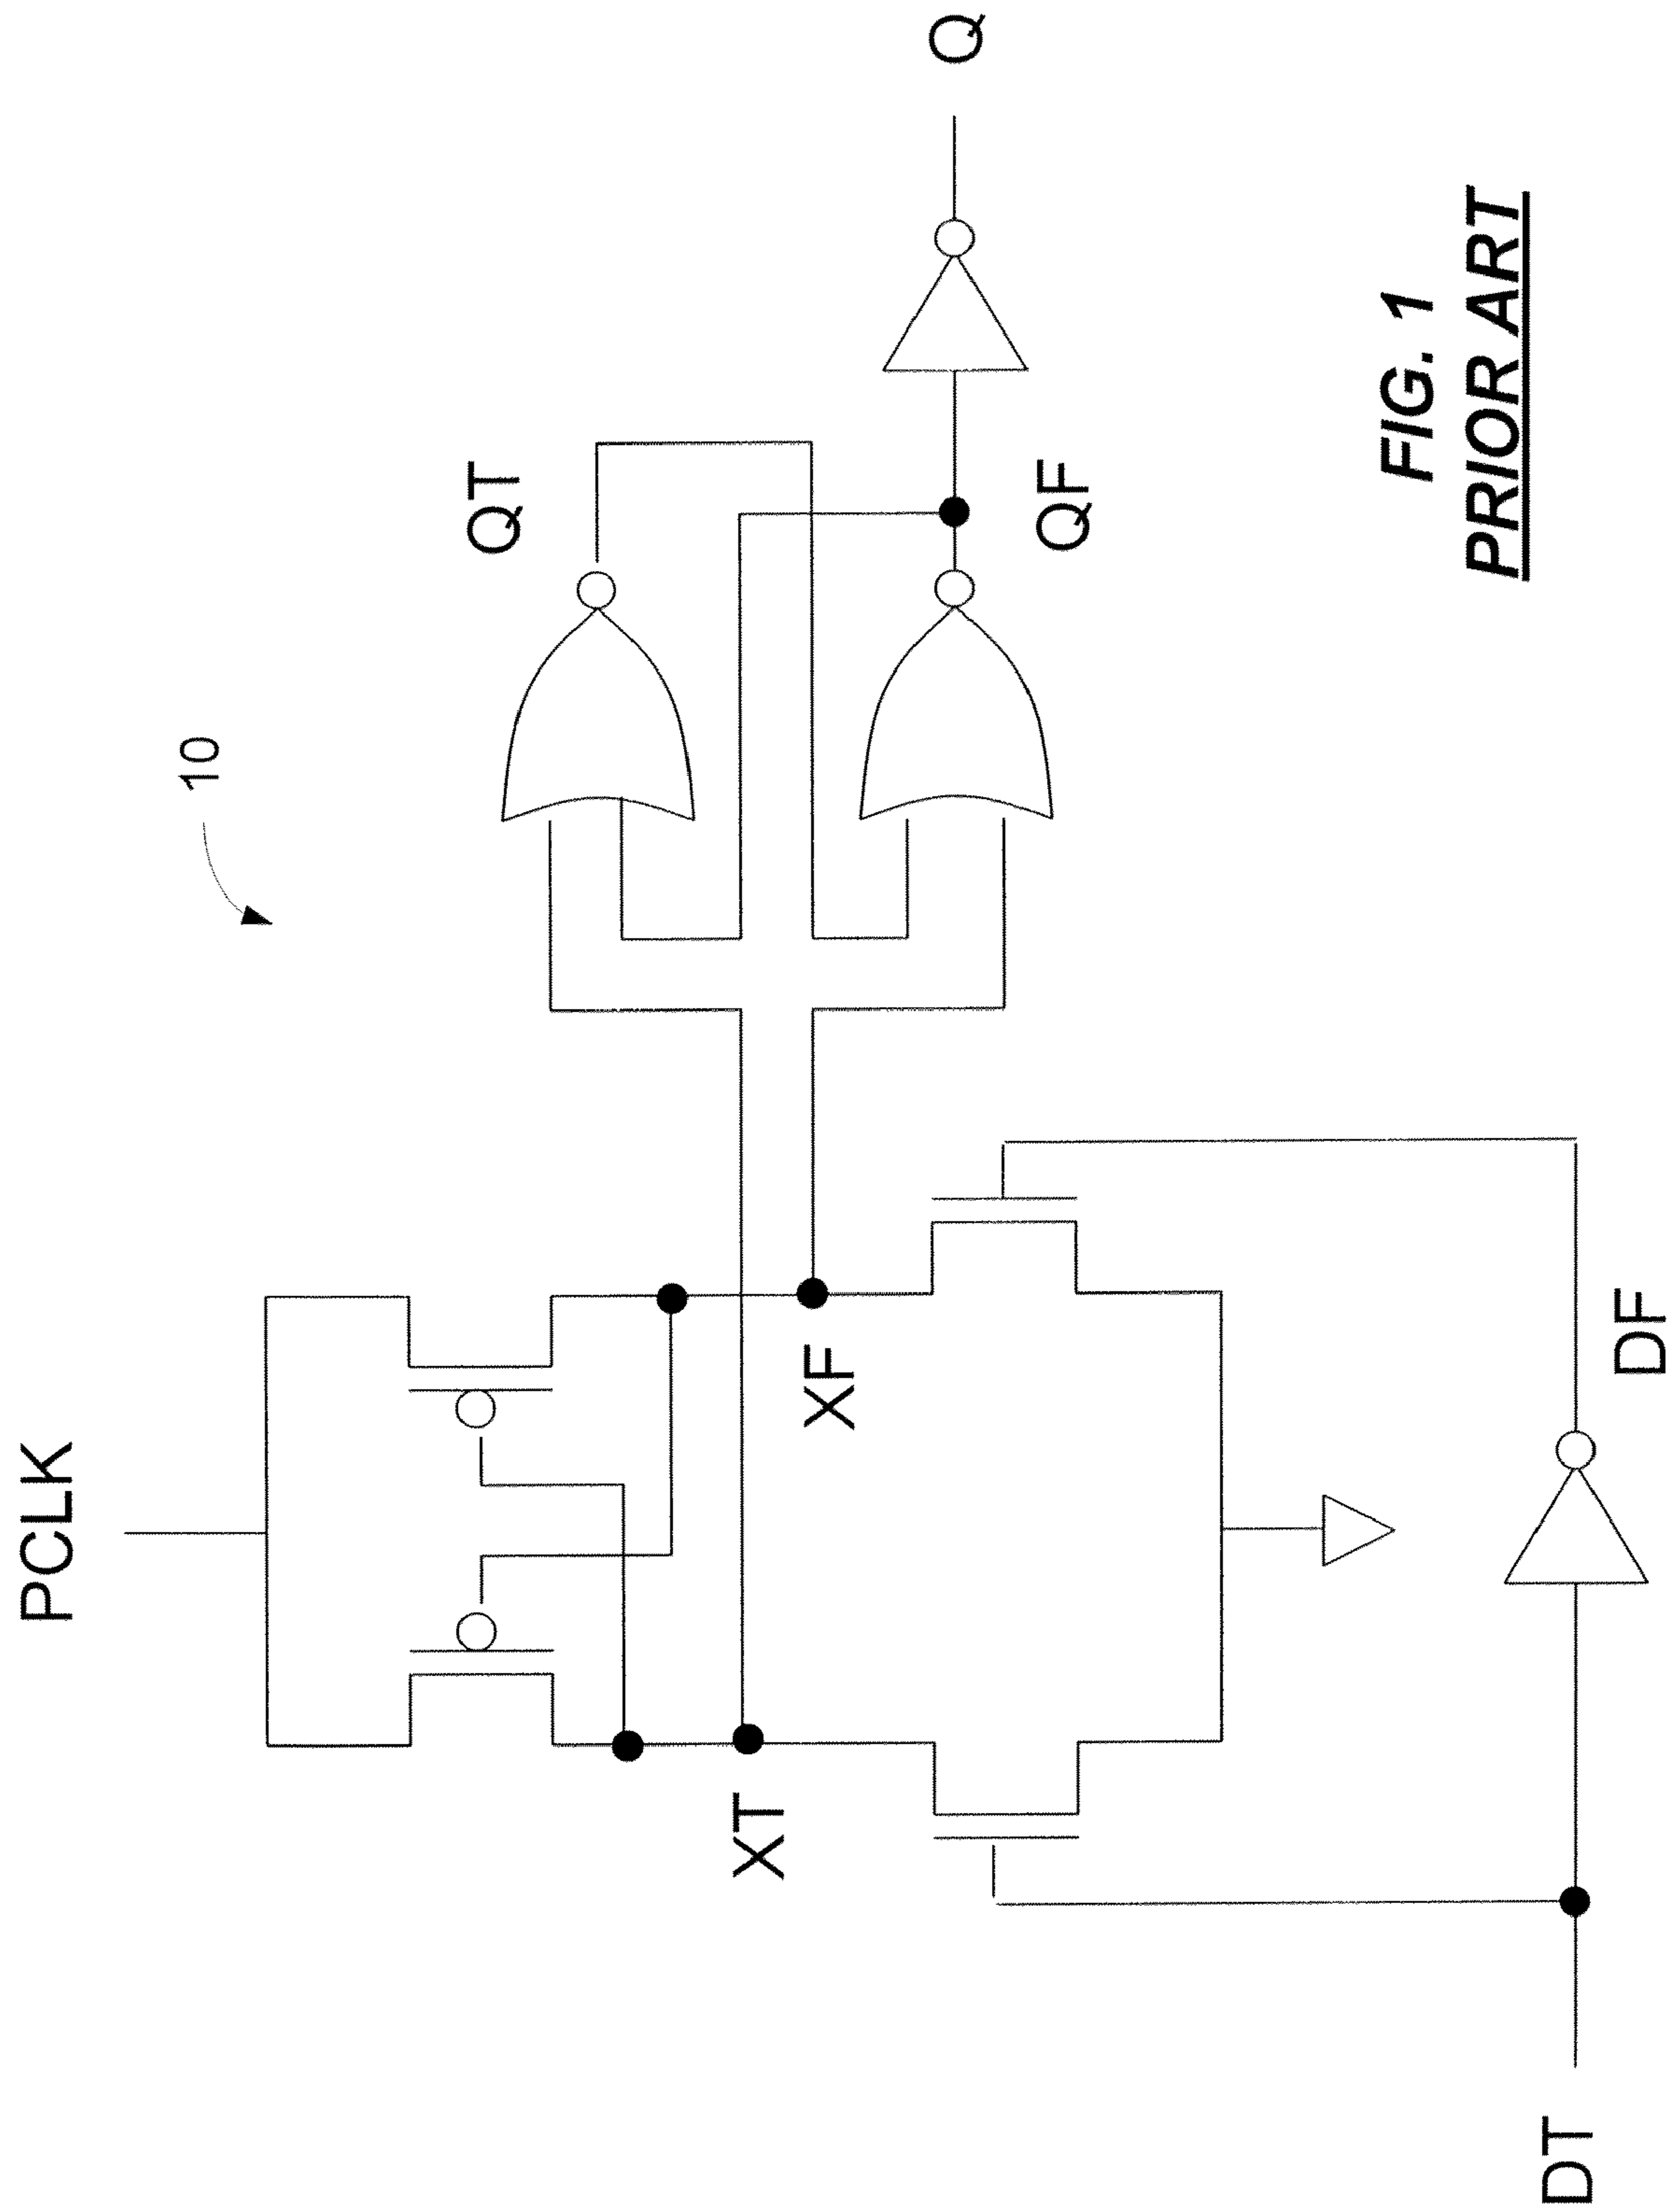 PCLK
10
XT
XF
QT
QF
Q
DT
DF
FIG. 1
PRIOR ART